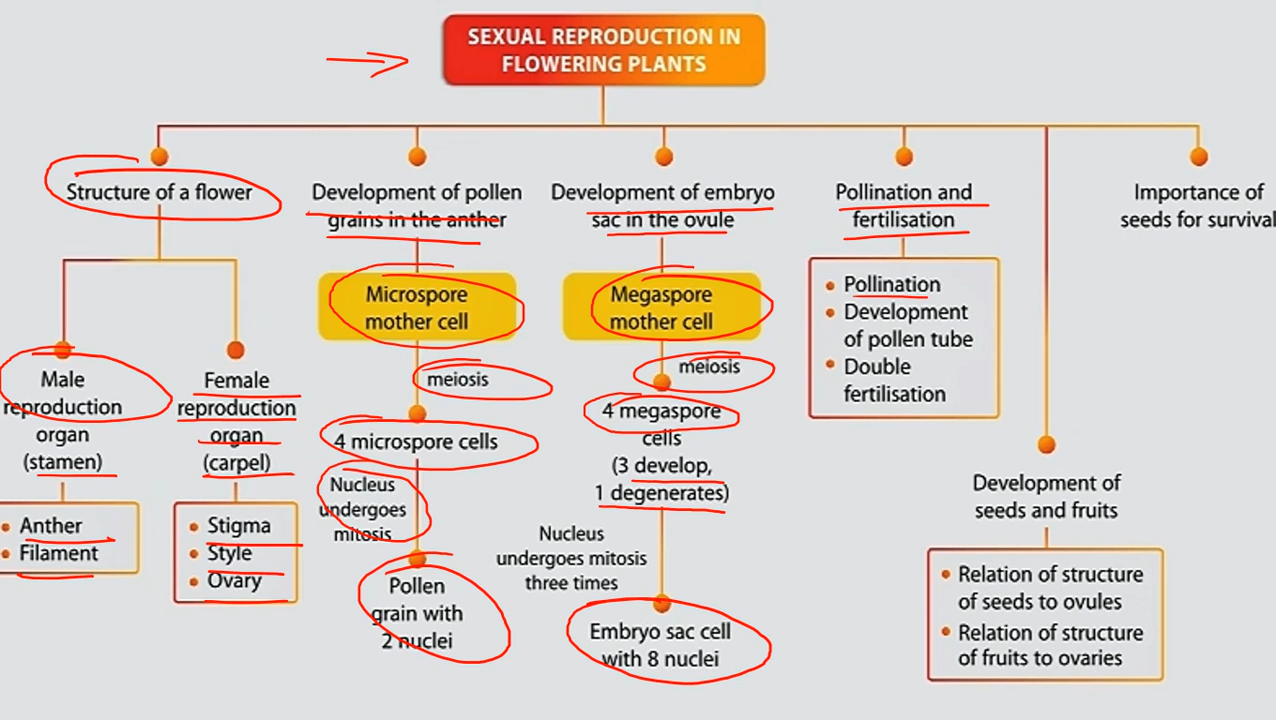 SEXUAL REPRODUCTION IN
FLOWERING PLANTS
Structure of a flower
Male
reproduction
organ
(stamen)
• Anther
• Filament
Female
reproduction
organ
(carpel)
• Stigma
• Style
• Ovary
Development of pollen
grains in the anther
Microspore
mother cell
meiosis
4 microspore cells
Nucleus
undergoes
mitosis
Pollen
grain with
2 nuclei
Development of embryo
sac in the ovule
Megaspore
mother cell
meiosis
4 megaspore
cells
(3 develop,
1 degenerates)
Nucleus
undergoes mitosis
three times
Embryo sac cell
with 8 nuclei
Pollination and
fertilisation
• Pollination
• Development
of pollen tube
• Double
fertilisation
Development of
seeds and fruits
• Relation of structure
of seeds to ovules
• Relation of structure
of fruits to ovaries
Importance of
seeds for survival